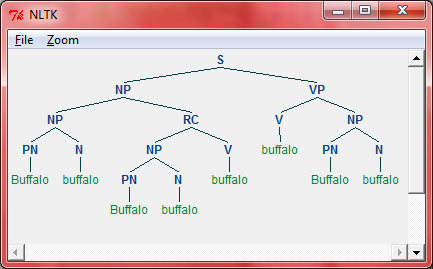 NLTK
File Zoom
S
NP VP
NP RC V NP
PN N NP V buffalo PN N
Buffalo buffalo PN N buffalo Buffalo buffalo
Buffalo buffalo